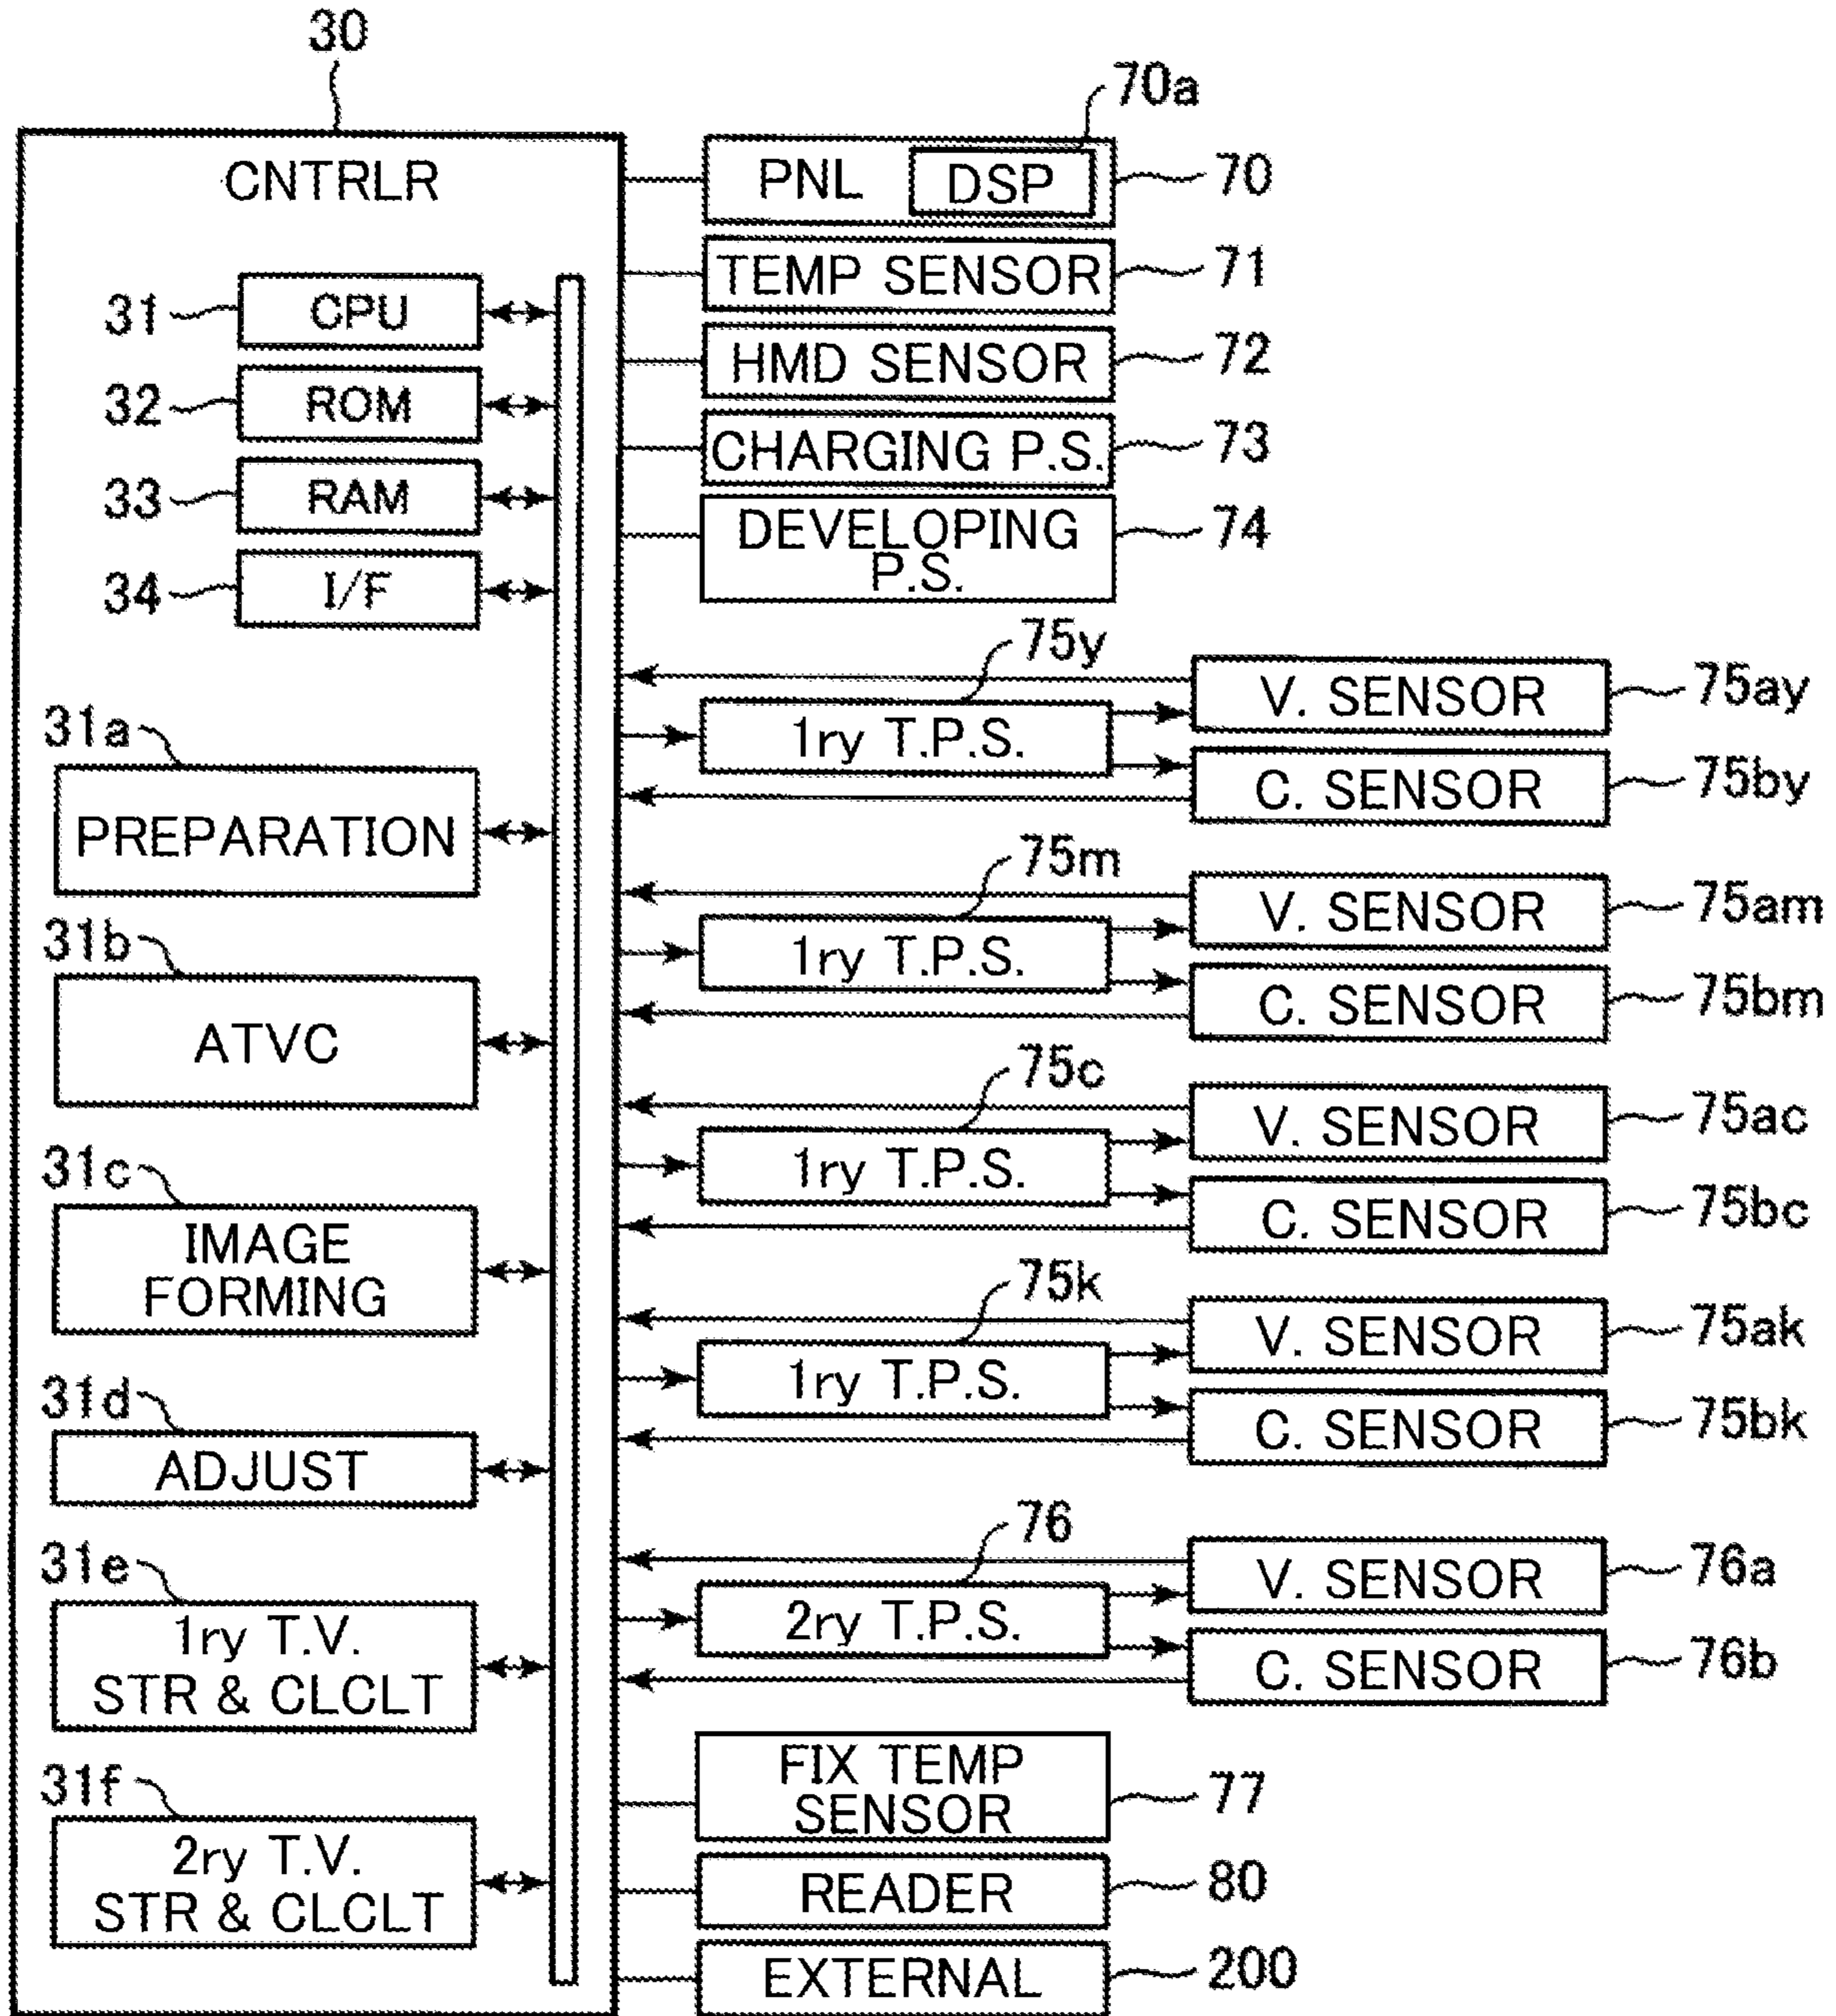 30
CNTRLR
31 CPU
32 ROM
33 RAM
34 I/F
31a
PREPARATION
31b
ATVC
31c
IMAGE
FORMING
31d
ADJUST
31e
1ry T.V.
STR & CLCLT
31f
2ry T.V.
STR & CLCLT
70a
PNL DSP 70
TEMP SENSOR 71
HMD SENSOR 72
CHARGING P.S. 73
DEVELOPING
P.S.
74
75y
1ry T.P.S.
V. SENSOR 75ay
C. SENSOR 75by
75m
1ry T.P.S.
V. SENSOR 75am
C. SENSOR 75bm
75c
1ry T.P.S.
V. SENSOR 75ac
C. SENSOR 75bc
75k
1ry T.P.S.
V. SENSOR 75ak
C. SENSOR 75bk
76
2ry T.P.S.
V. SENSOR 76a
C. SENSOR 76b
FIX TEMP
SENSOR
77
READER 80
EXTERNAL 200